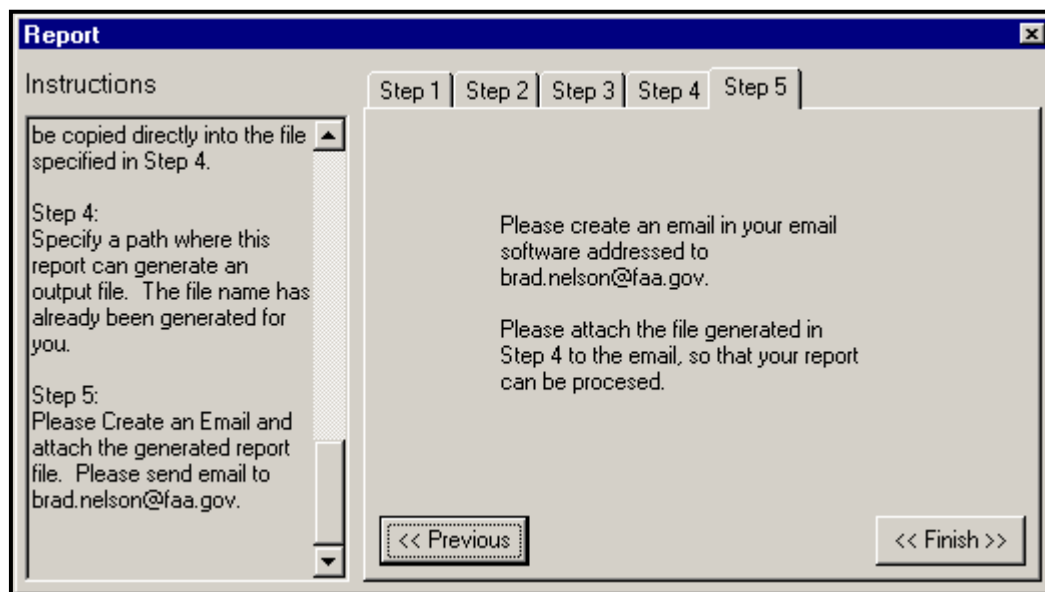 Report
Instructions
be copied directly into the file
specified in Step 4.
Step 4:
Specify a path where this
report can generate an
output file.  The file name has
already been generated for
you.
Step 5:
Please Create an Email and
attach the generated report
file.  Please send email to
brad.nelson@faa.gov.
Step 1 Step 2 Step 3 Step 4 Step 5
Please create an email in your email
software addressed to
brad.nelson@faa.gov.
Please attach the file generated in
Step 4 to the email, so that your report
can be procesed.
<< Previous
<< Finish >>